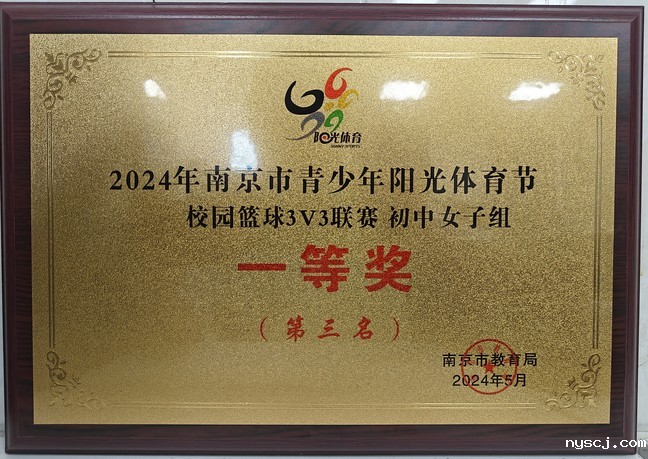 阳光体育
SUNNY SPORTS
2024年南京市青少年阳光体育节
校园篮球3V3联赛 初中女子组
一等奖
（第三名）
南京市教育局
2024年5月
nyscj.com